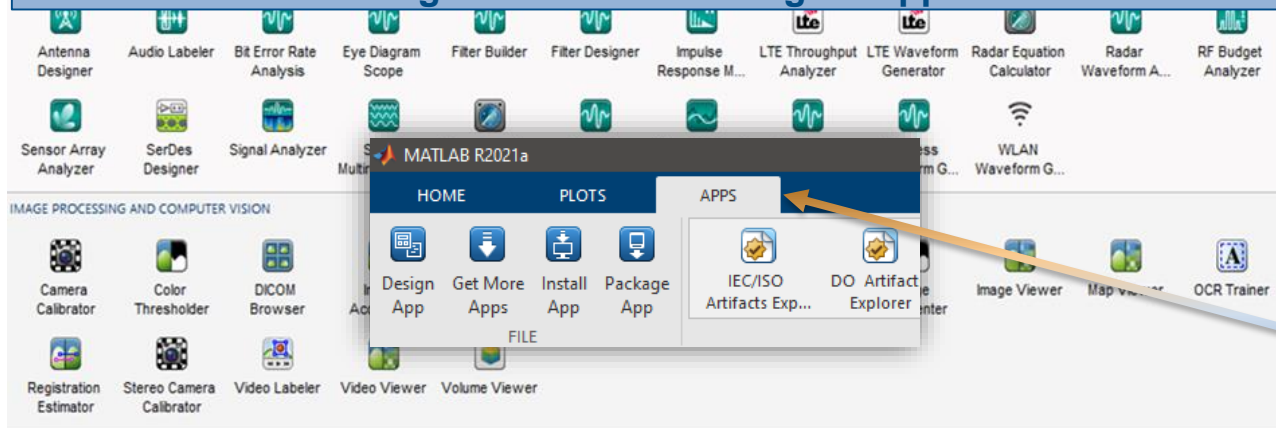 Antenna Designer
Audio Labeler
Bit Error Rate Analysis
Eye Diagram Scope
Filter Builder
Filter Designer
Impulse Response M...
LTE Throughput Analyzer
LTE Waveform Generator
Radar Equation Calculator
Radar Waveform A...
RF Budget Analyzer
Sensor Array Analyzer
SerDes Designer
Signal Analyzer
WLAN Waveform G...
MATLAB R2021a
HOME PLOTS APPS
Design App
Get More Apps
Install App
Package App
IEC/ISO Artifacts Exp...
DO Artifact Explorer
FILE
IMAGE PROCESSING AND COMPUTER VISION
Camera Calibrator
Color Thresholder
DICOM Browser
Image Viewer
Map Viewer
OCR Trainer
Registration Estimator
Stereo Camera Calibrator
Video Labeler
Video Viewer
Volume Viewer